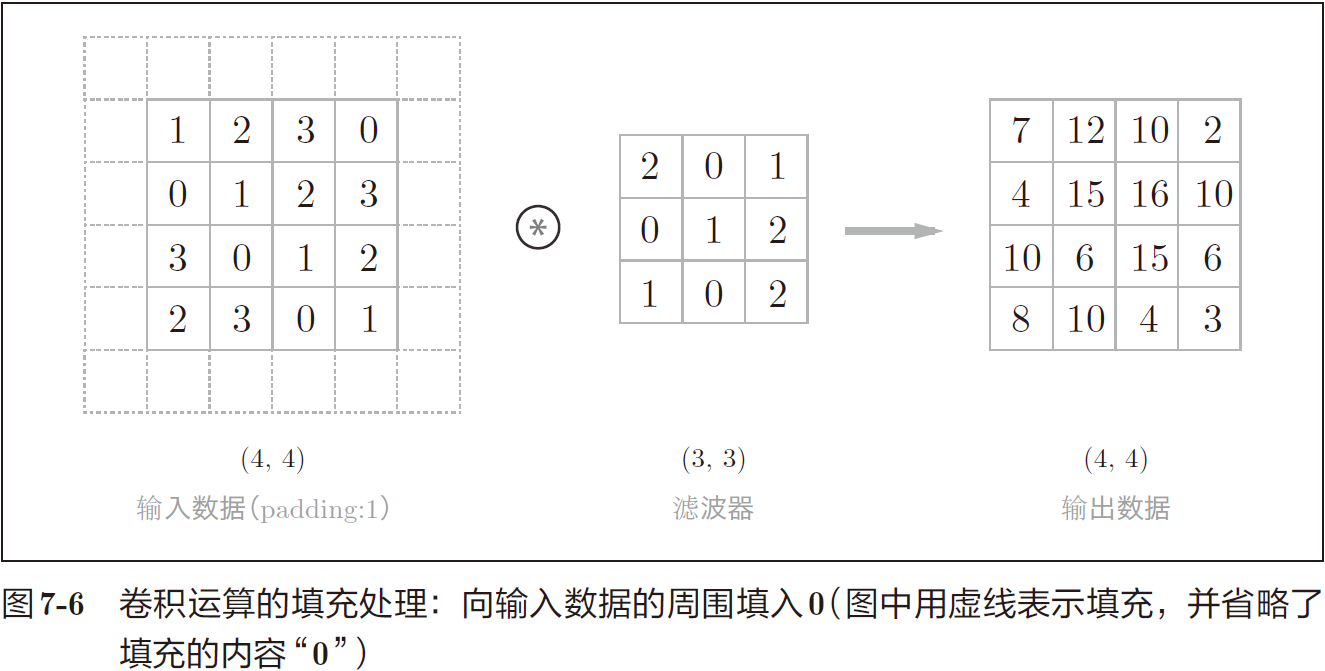 1 2 3 0
0 1 2 3
3 0 1 2
2 3 0 1
(4, 4)
输入数据(padding:1)
*
2 0 1
0 1 2
1 0 2
(3, 3)
滤波器
7 12 10 2
4 15 16 10
10 6 15 6
8 10 4 3
(4, 4)
输出数据
图7-6 卷积运算的填充处理：向输入数据的周围填入0(图中用虚线表示填充，并省略了
填充的内容“0”)